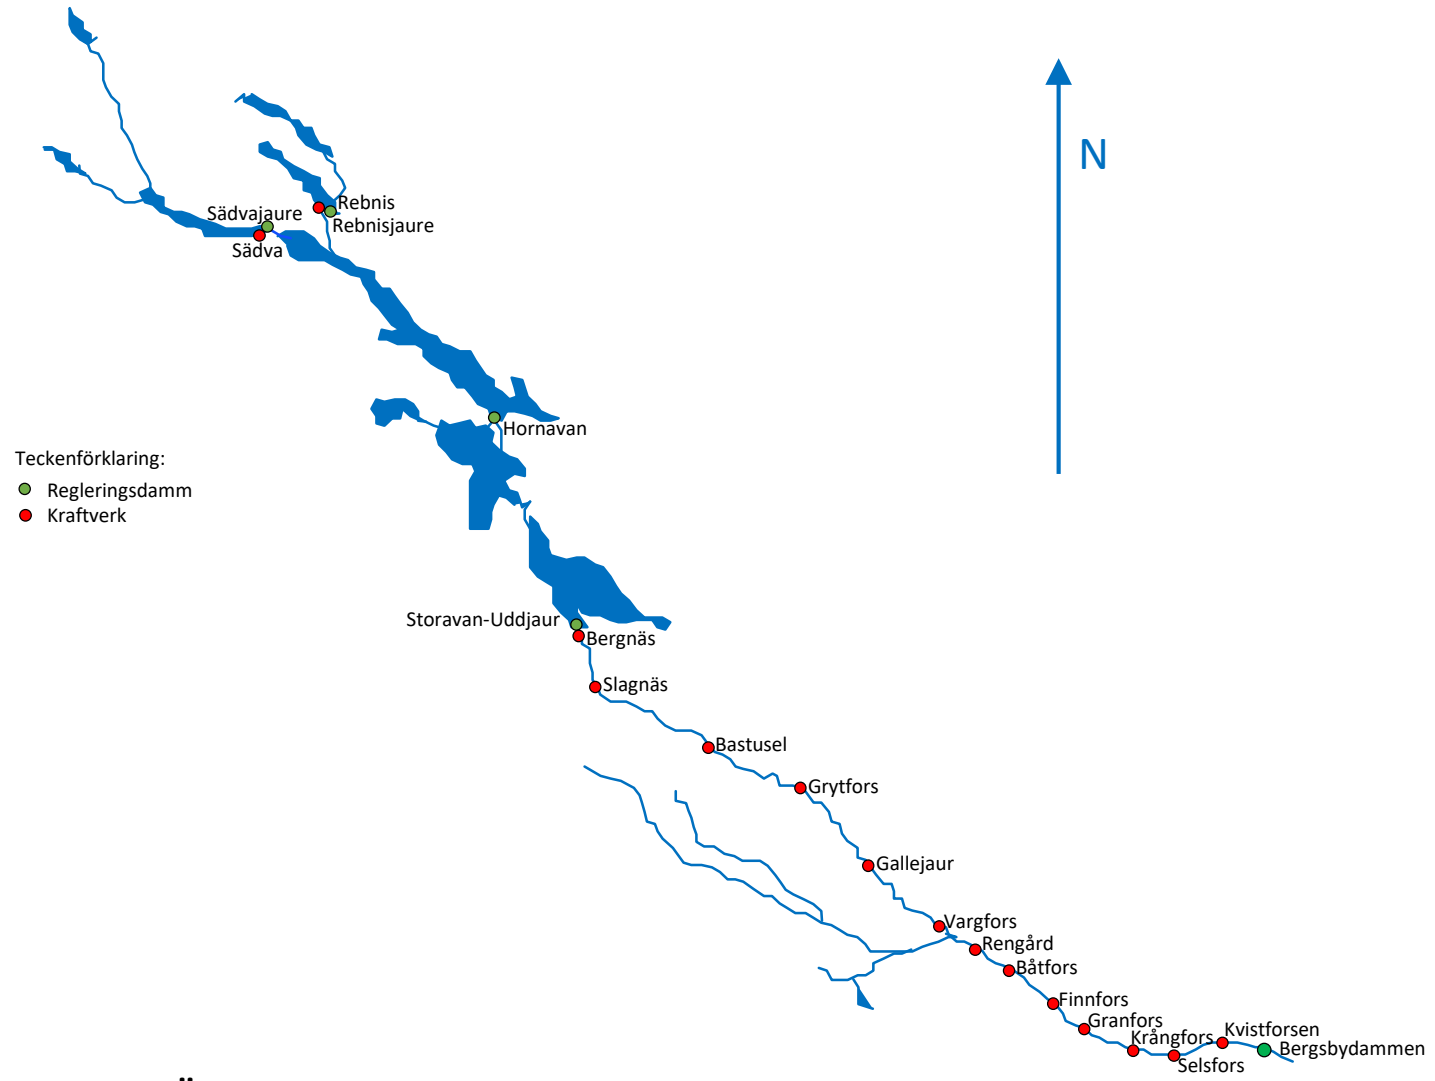 N
Rebnis
Sädvajaure
Rebnisjaure
Sädva
Hornavan
Teckenförklaring:
Regleringsdamm
Kraftverk
Storavan-Uddjaur
Bergnäs
Slagnäs
Bastusel
Grytfors
Gallejaur
Vargfors
Rengård
Båtfors
Finnfors
Granfors
Krångfors
Kvistforsen
Bergsbydammen
Selsfors